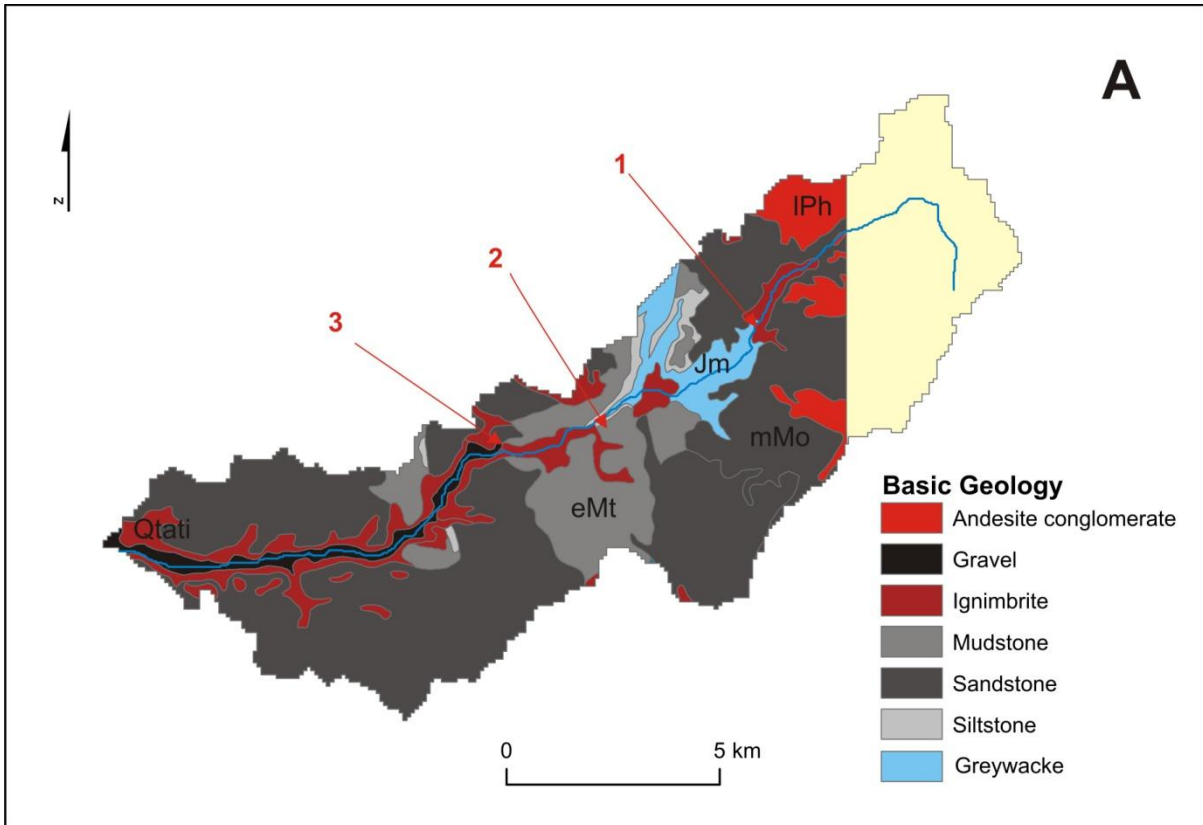 A
z
1
lPh
2
3
Jm
mMo
eMt
Qtati
Basic Geology
Andesite conglomerate
Gravel
Ignimbrite
Mudstone
Sandstone
Siltstone
Greywacke
0 5 km